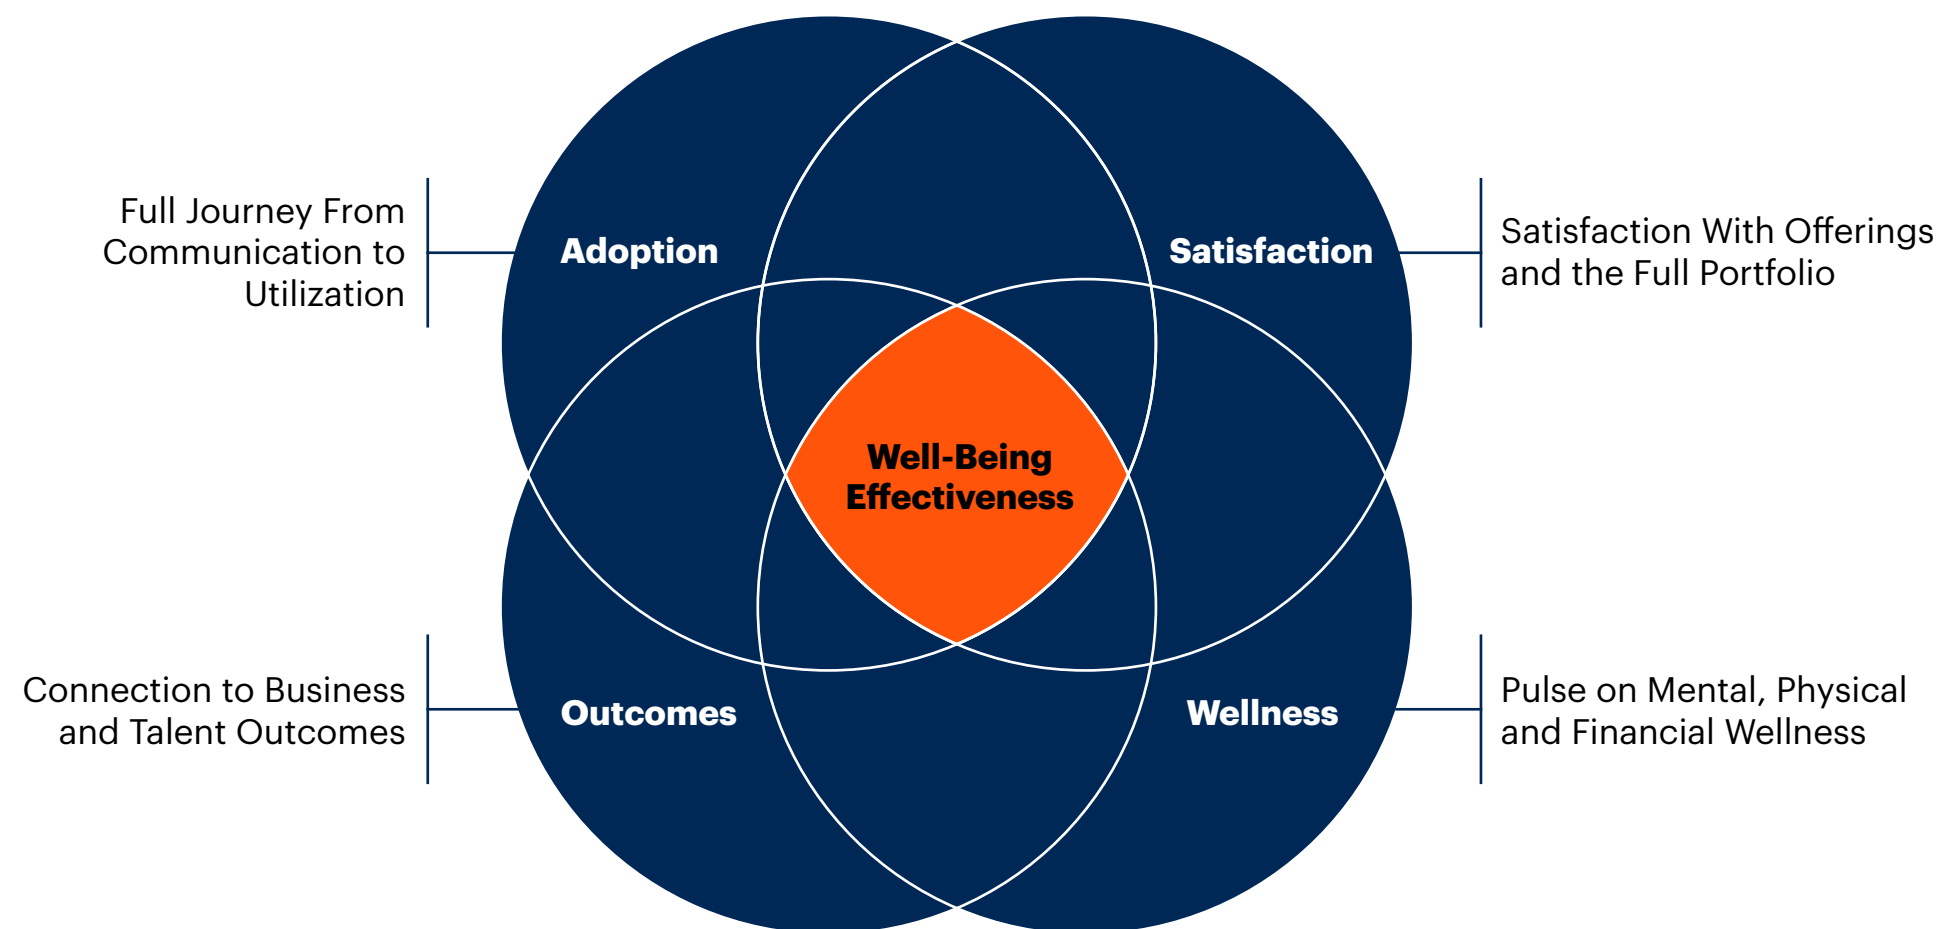 Full Journey From
Communication to
Utilization
Adoption
Satisfaction
Satisfaction With Offerings
and the Full Portfolio
Well-Being
Effectiveness
Connection to Business
and Talent Outcomes
Outcomes
Wellness
Pulse on Mental, Physical
and Financial Wellness